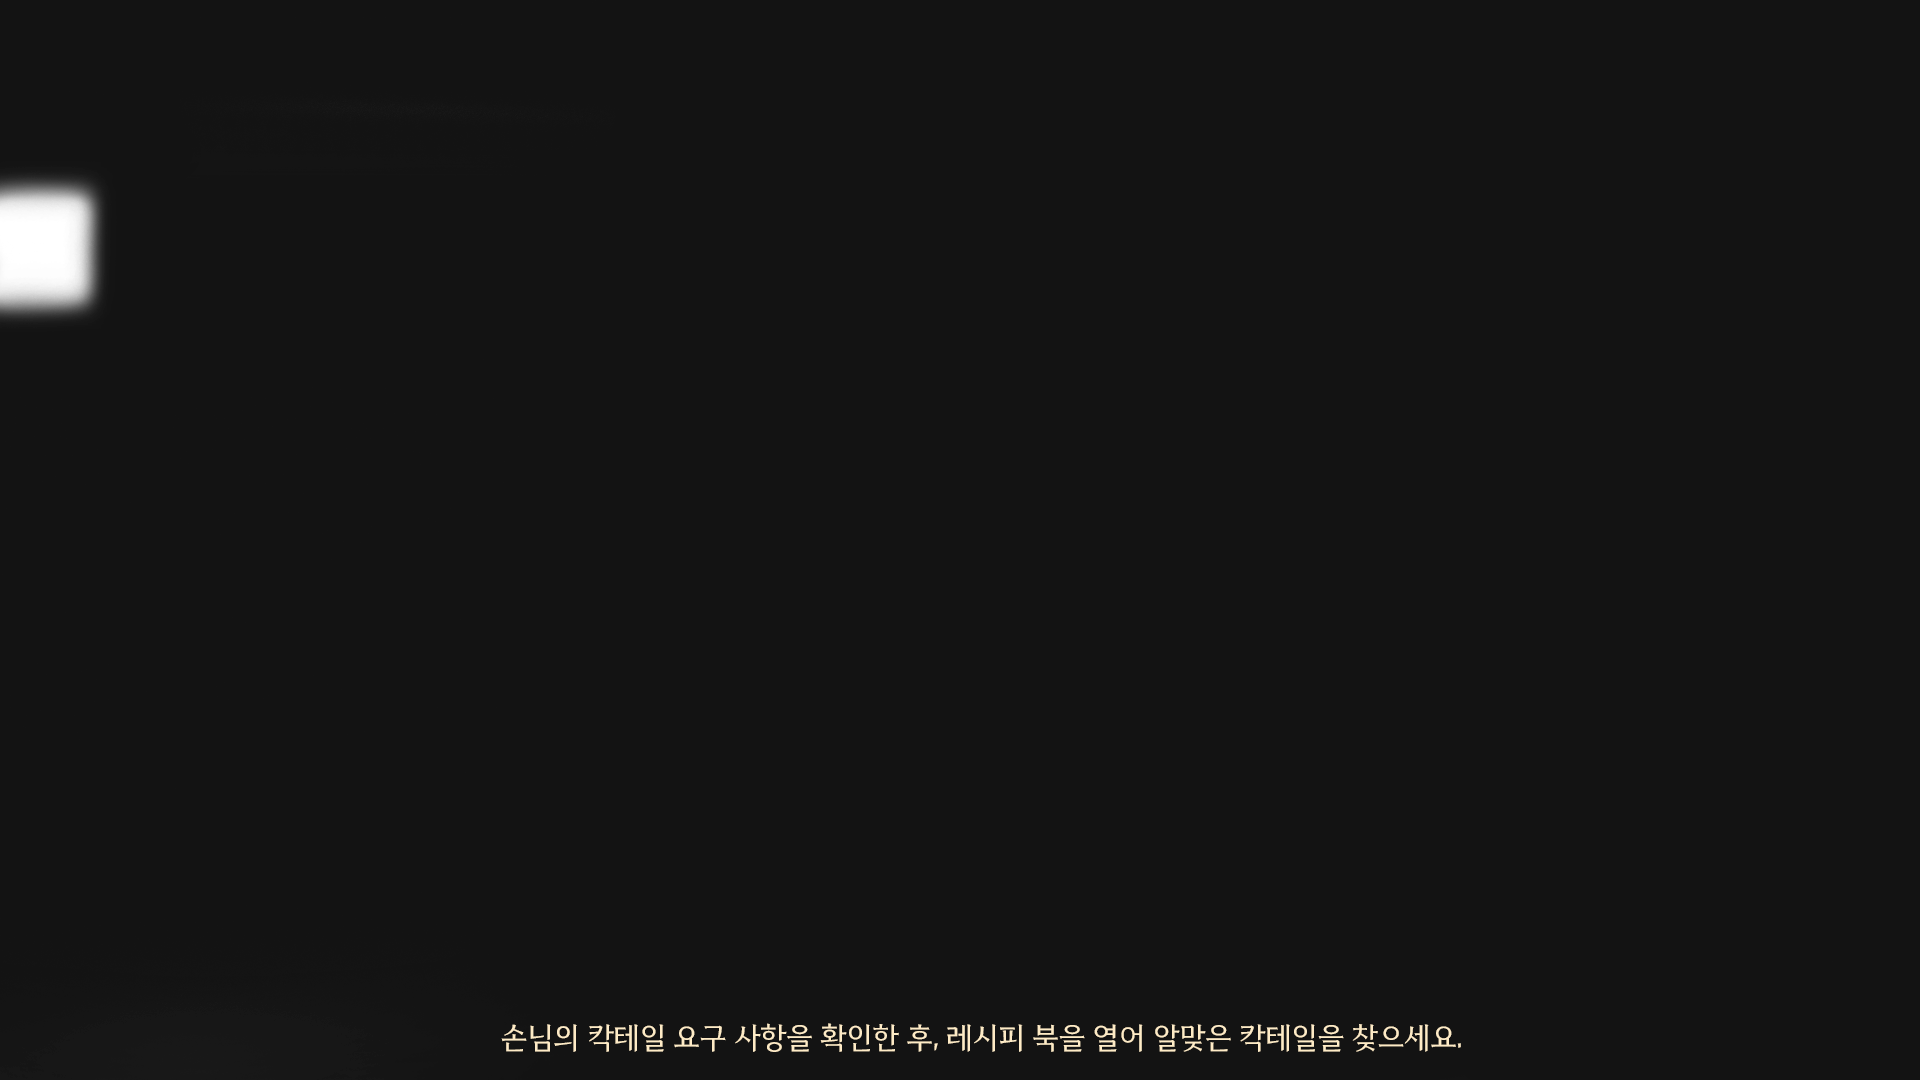 손님의 칵테일 요구 사항을 확인한 후, 레시피 북을 열어 알맞은 칵테일을 찾으세요.